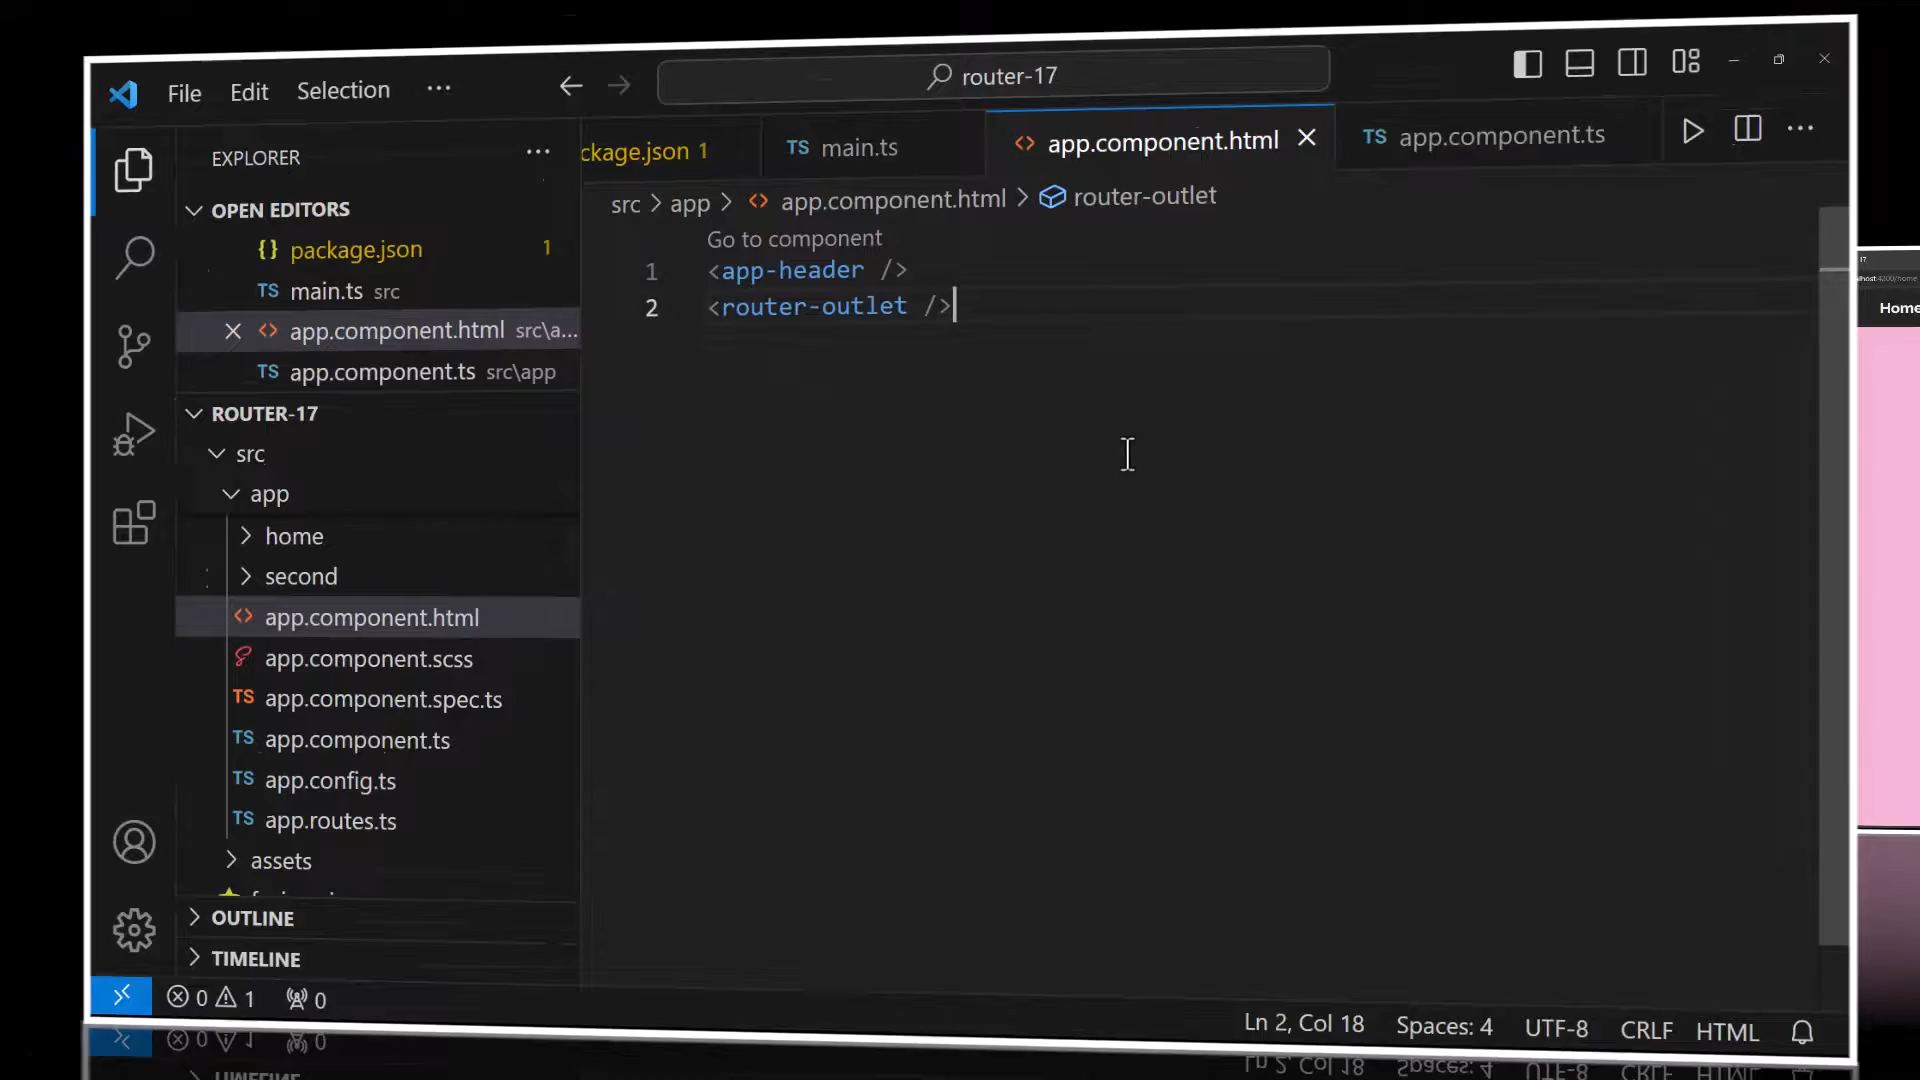 File Edit Selection ··· router-17
EXPLORER ···
OPEN EDITORS
{} package.json 1
TS main.ts src
<> app.component.html src\a...
TS app.component.ts src\app
ROUTER-17
src
app
home
second
<> app.component.html
app.component.scss
TS app.component.spec.ts
TS app.component.ts
TS app.config.ts
TS app.routes.ts
assets
OUTLINE
TIMELINE
ckage.json 1 TS main.ts <> app.component.html TS app.component.ts ···
src > app > <> app.component.html > router-outlet
Go to component
1 <app-header />
2 <router-outlet />
0 1 0
Ln 2, Col 18 Spaces: 4 UTF-8 CRLF HTML
Home